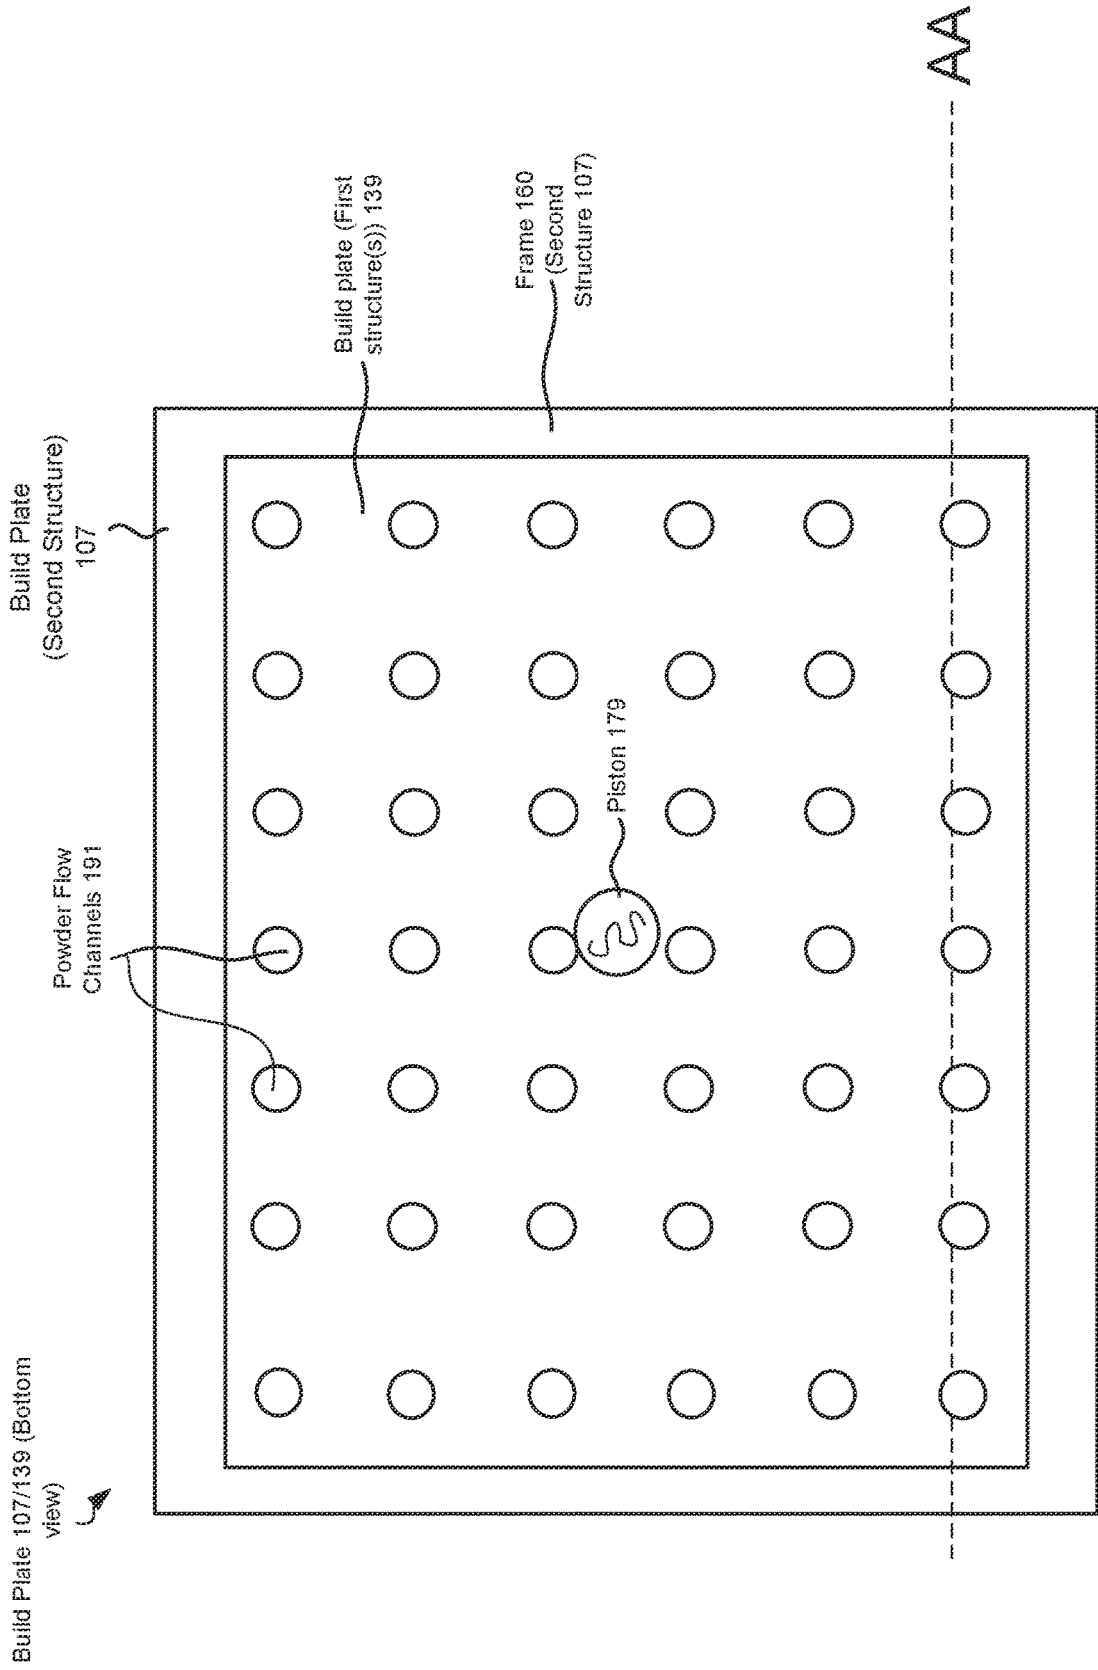 Build Plate 107/139 (Bottom
view)
Powder Flow
Channels 191
Build Plate
(Second Structure)
107
Build plate (First
structure(s)) 139
Frame 160
(Second
Structure 107)
Piston 179
AA